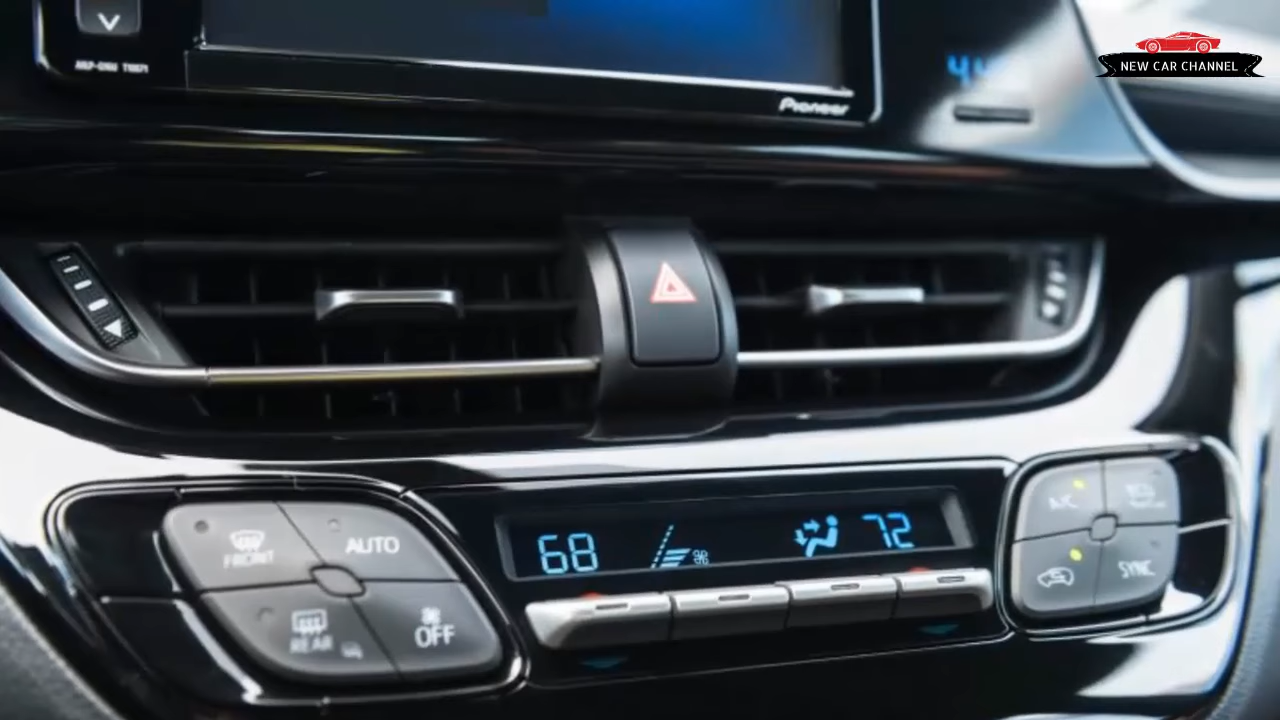 NEW CAR CHANNEL
Pioneer
FRONT
AUTO
REAR
OFF
68
72
A/C
SYNC